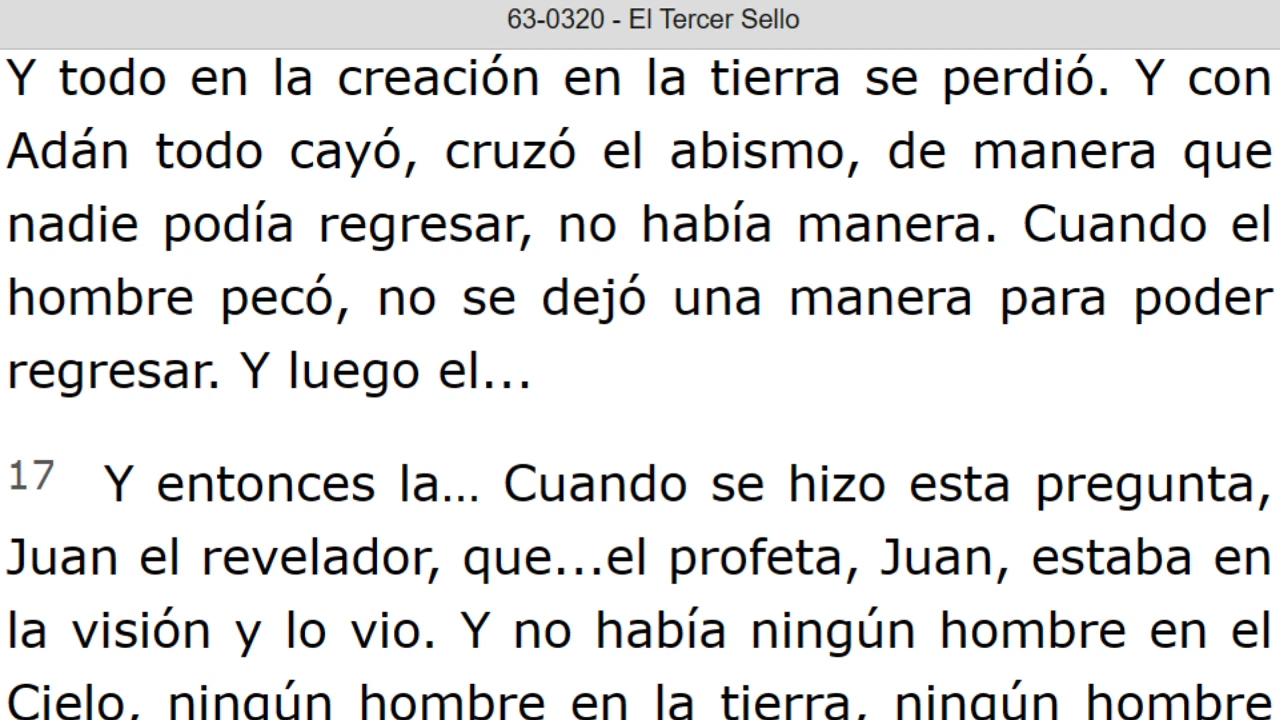 63-0320 - El Tercer Sello
Y todo en la creación en la tierra se perdió. Y con
Adán todo cayó, cruzó el abismo, de manera que
nadie podía regresar, no había manera. Cuando el
hombre pecó, no se dejó una manera para poder
regresar. Y luego el...
17 Y entonces la... Cuando se hizo esta pregunta,
Juan el revelador, que...el profeta, Juan, estaba en
la visión y lo vio. Y no había ningún hombre en el
Cielo, ningún hombre en la tierra, ningún hombre